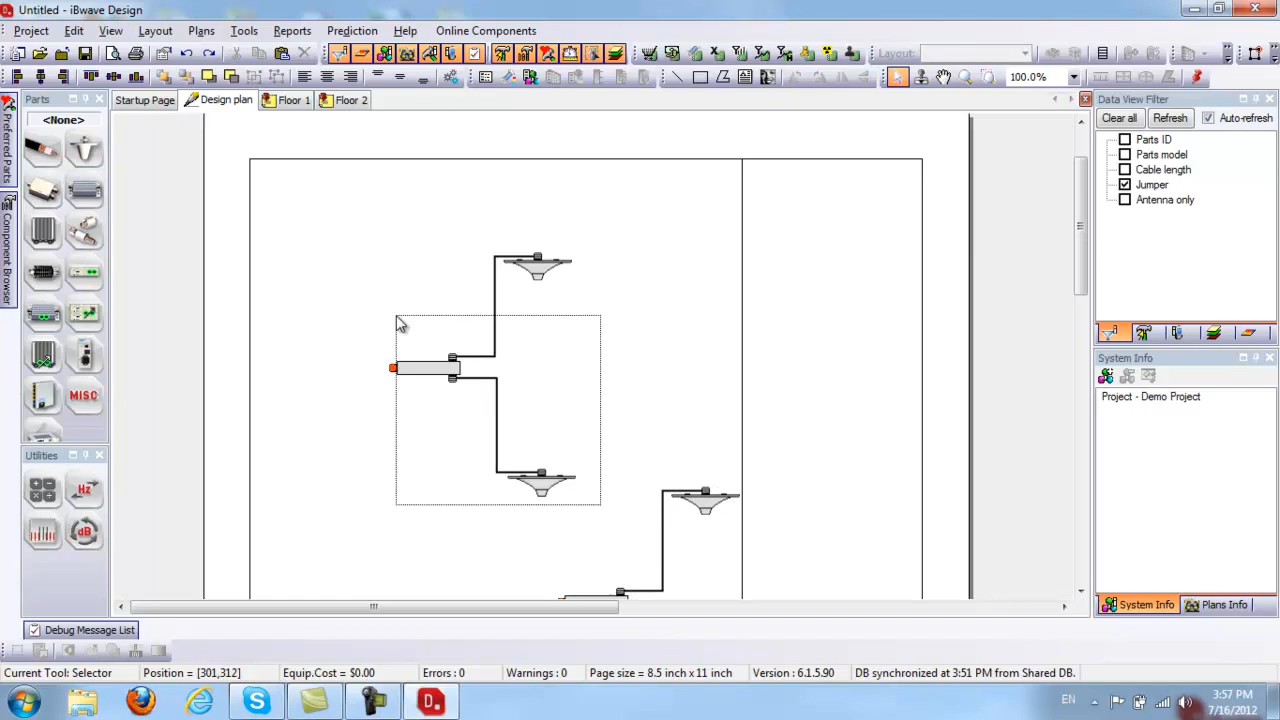 Untitled - iBwave Design
Project Edit View Layout Plans Tools Reports Prediction Help Online Components
Layout:
100.0%
Parts
Startup Page Design plan Floor 1 Floor 2
Data View Filter
<None>
Clear all Refresh Auto-refresh
Preferred Parts
Parts ID
Parts model
Cable length
Jumper
Antenna only
Component Browser
System Info
MISC
Project - Demo Project
Utilities
Hz
dB
System Info Plans Info
Debug Message List
Current Tool: Selector Position = [301,312] Equip.Cost = $0.00 Errors : 0 Warnings : 0 Page size = 8.5 inch x 11 inch Version : 6.1.5.90 DB synchronized at 3:51 PM from Shared DB.
EN
3:57 PM
7/16/2012